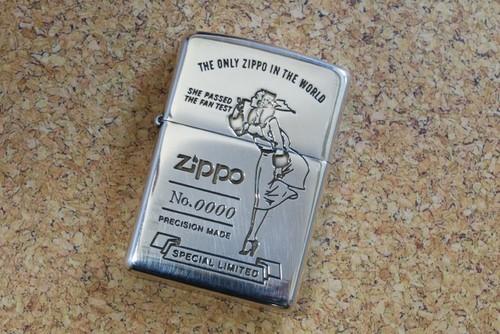 THE ONLY ZIPPO IN THE WORLD
SHE PASSED
THE FAN TEST
Zippo
No.0000
PRECISION MADE
SPECIAL LIMITED